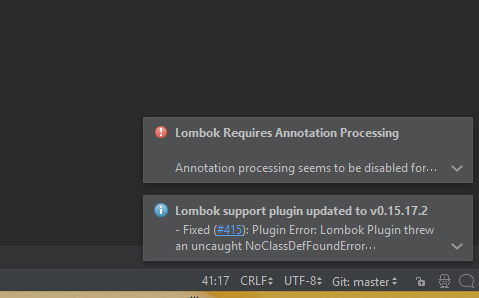 Lombok Requires Annotation Processing
Annotation processing seems to be disabled for...
Lombok support plugin updated to v0.15.17.2
- Fixed (#415): Plugin Error: Lombok Plugin threw
an uncaught NoClassDefFoundError...
41:17 CRLF UTF-8 Git: master